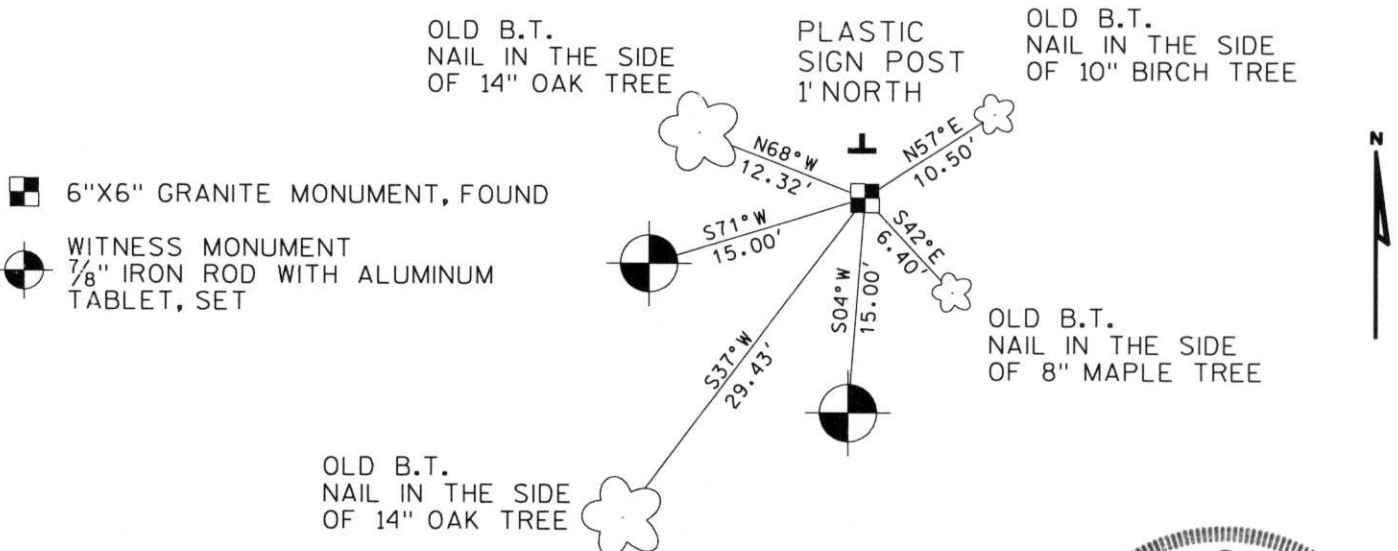 OLD B.T.
NAIL IN THE SIDE
OF 14" OAK TREE
PLASTIC
SIGN POST
1' NORTH
OLD B.T.
NAIL IN THE SIDE
OF 10" BIRCH TREE
N
N68°W
12.32'
N57°E
10.50'
6"X6" GRANITE MONUMENT, FOUND
S71°W
15.00'
S42°E
6.40'
WITNESS MONUMENT
7/8" IRON ROD WITH ALUMINUM
TABLET, SET
S04°W
15.00'
OLD B.T.
NAIL IN THE SIDE
OF 8" MAPLE TREE
S37°W
29.43'
OLD B.T.
NAIL IN THE SIDE
OF 14" OAK TREE